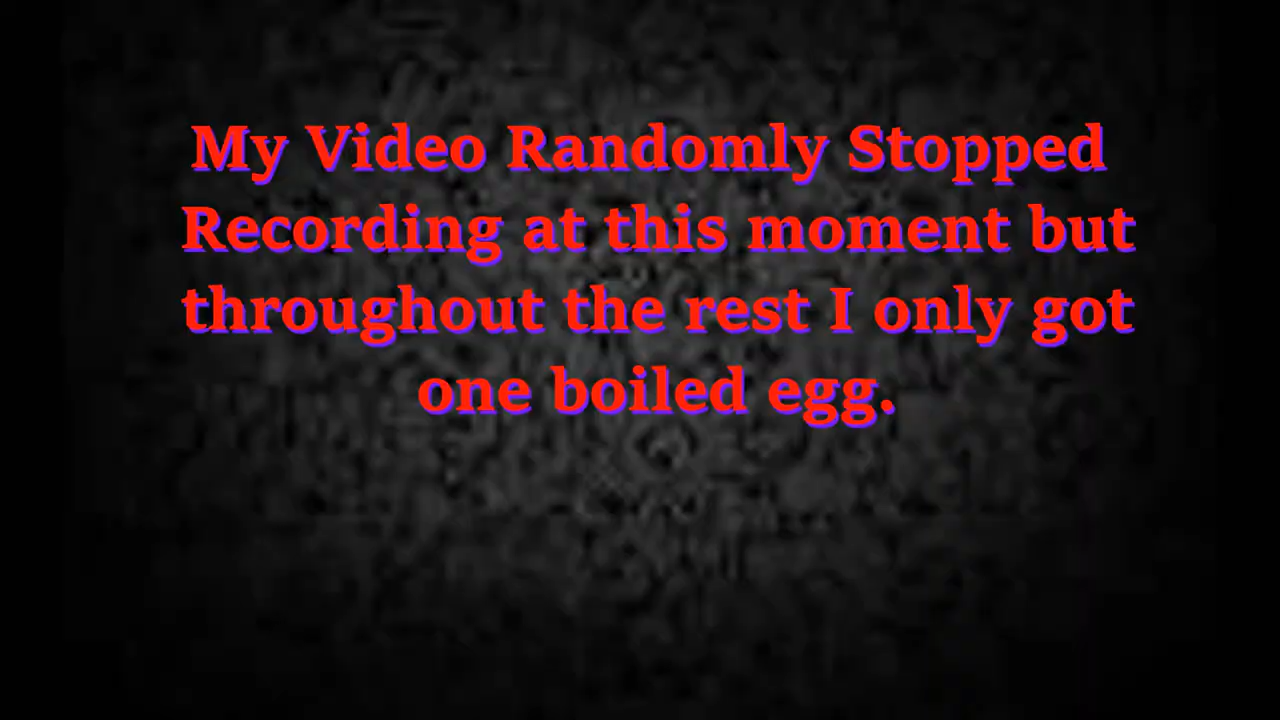 My Video Randomly Stopped
Recording at this moment but
throughout the rest I only got
one boiled egg.